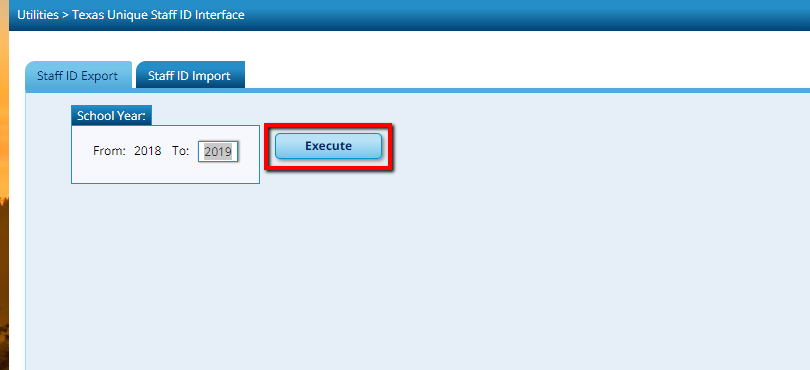 Utilities > Texas Unique Staff ID Interface
Staff ID Export Staff ID Import
School Year:
From: 2018 To: 2019 Execute